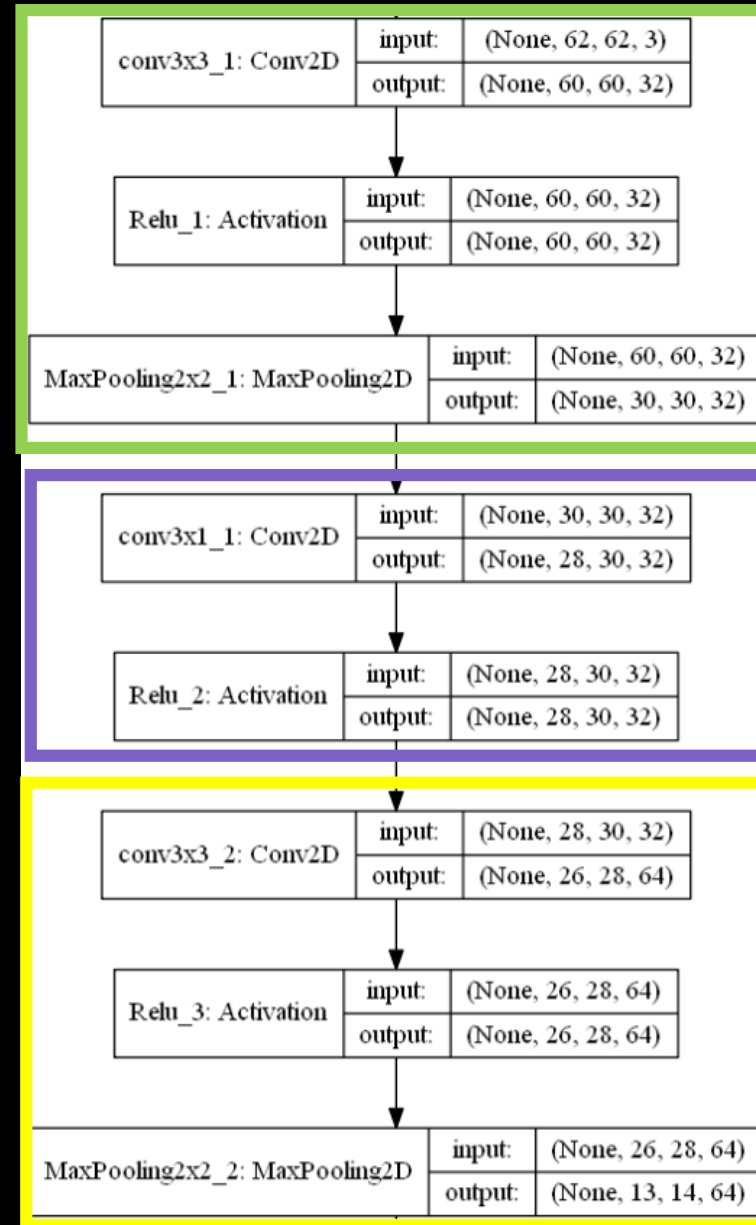 conv3x3_1: Conv2D input: (None, 62, 62, 3)
output: (None, 60, 60, 32)
Relu_1: Activation input: (None, 60, 60, 32)
output: (None, 60, 60, 32)
MaxPooling2x2_1: MaxPooling2D input: (None, 60, 60, 32)
output: (None, 30, 30, 32)
conv3x1_1: Conv2D input: (None, 30, 30, 32)
output: (None, 28, 30, 32)
Relu_2: Activation input: (None, 28, 30, 32)
output: (None, 28, 30, 32)
conv3x3_2: Conv2D input: (None, 28, 30, 32)
output: (None, 26, 28, 64)
Relu_3: Activation input: (None, 26, 28, 64)
output: (None, 26, 28, 64)
MaxPooling2x2_2: MaxPooling2D input: (None, 26, 28, 64)
output: (None, 13, 14, 64)